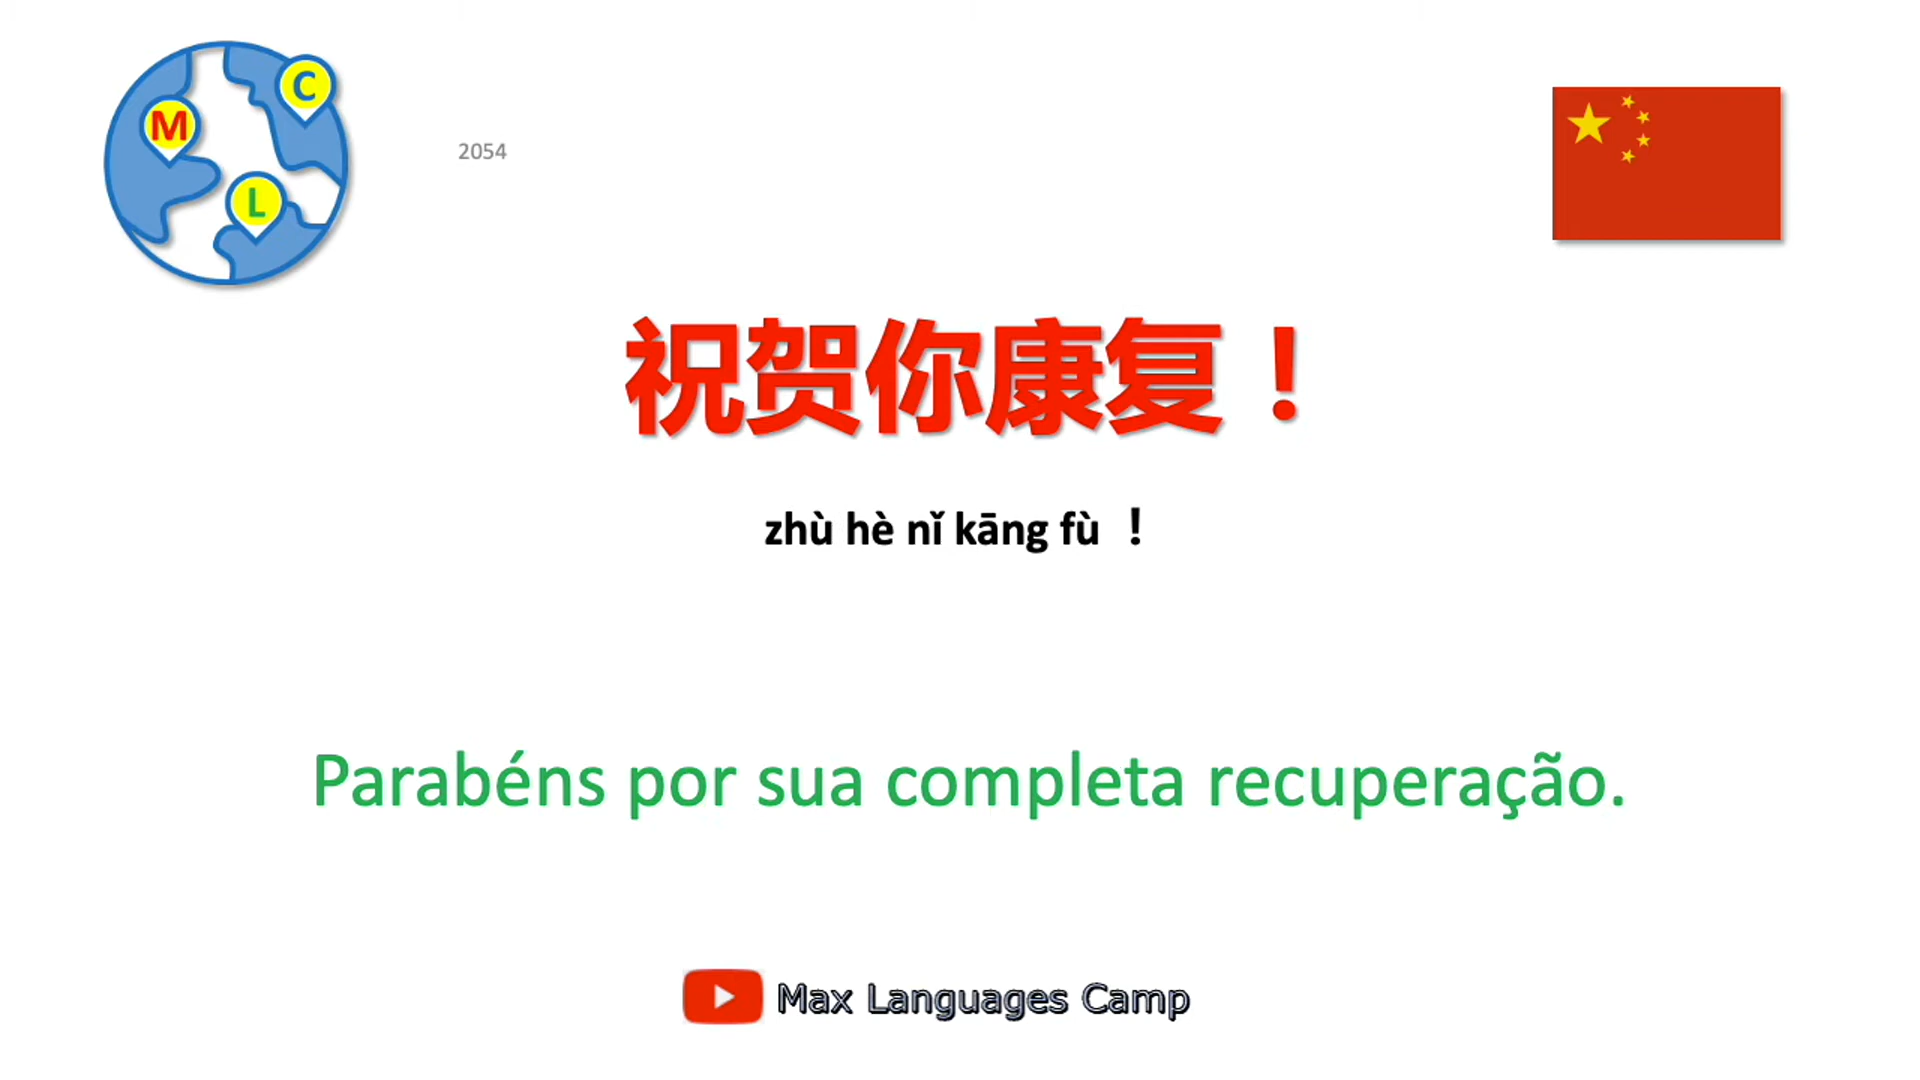 M
C
L
2054
祝贺你康复！
zhù hè nǐ kāng fù ！
Parabéns por sua completa recuperação.
Max Languages Camp